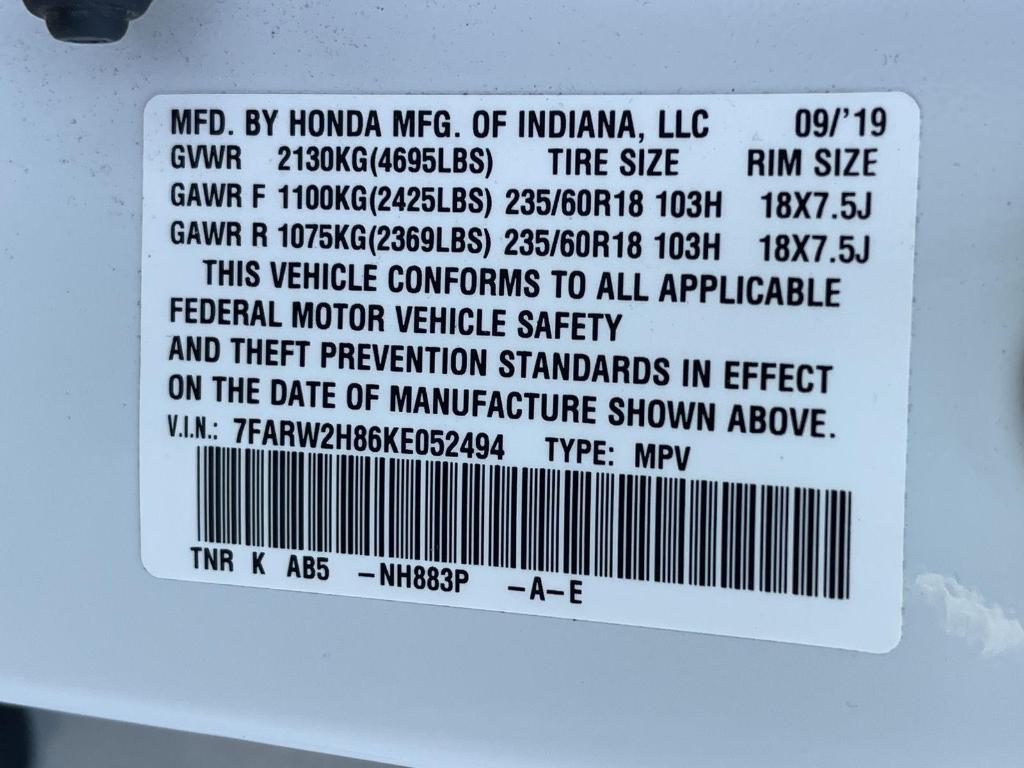 MFD. BY HONDA MFG. OF INDIANA, LLC 09/'19
GVWR 2130KG(4695LBS) TIRE SIZE RIM SIZE
GAWR F 1100KG(2425LBS) 235/60R18 103H 18X7.5J
GAWR R 1075KG(2369LBS) 235/60R18 103H 18X7.5J
THIS VEHICLE CONFORMS TO ALL APPLICABLE
FEDERAL MOTOR VEHICLE SAFETY
AND THEFT PREVENTION STANDARDS IN EFFECT
ON THE DATE OF MANUFACTURE SHOWN ABOVE.
V.I.N.: 7FARW2H86KE052494 TYPE: MPV
TNR K AB5 -NH883P -A-E